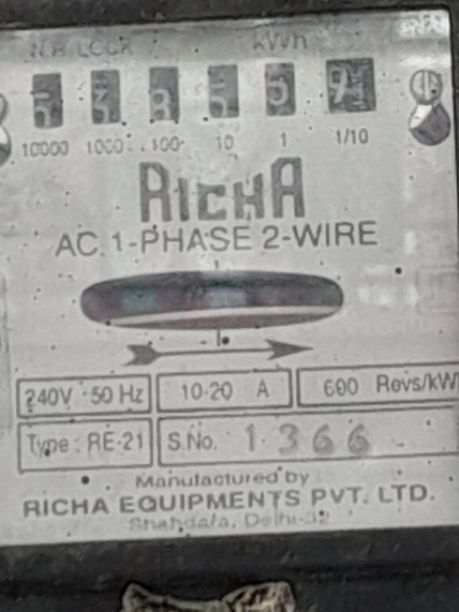 N.R. LOCK kWh
5 3 8 5 5 9
10000 1000 100 10 1 1/10
RICHA
AC 1-PHASE 2-WIRE
240V 50 Hz 10-20 A 600 Revs/kW
Type : RE-21 S.No. 1366
Manufactured by
RICHA EQUIPMENTS PVT. LTD.
Shahdara, Delhi-32